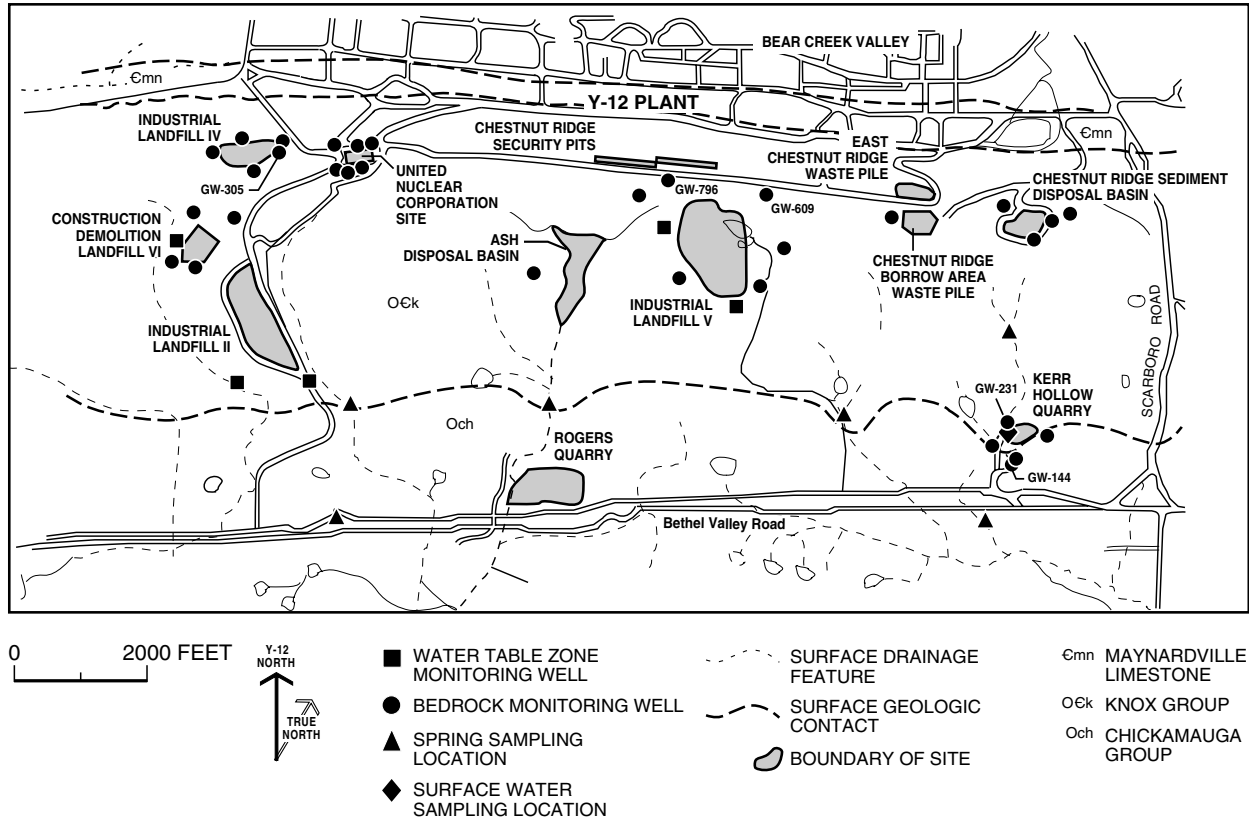 BEAR CREEK VALLEY
Єmn
Y-12 PLANT
INDUSTRIAL
LANDFILL IV
CHESTNUT RIDGE
SECURITY PITS
EAST
CHESTNUT RIDGE
WASTE PILE
Єmn
GW-305
UNITED
NUCLEAR
CORPORATION
SITE
GW-796
GW-609
CHESTNUT RIDGE SEDIMENT
DISPOSAL BASIN
CONSTRUCTION
DEMOLITION
LANDFILL VI
ASH
DISPOSAL BASIN
CHESTNUT RIDGE
BORROW AREA
WASTE PILE
OЄk
INDUSTRIAL
LANDFILL V
INDUSTRIAL
LANDFILL II
SCARBORO ROAD
GW-231
KERR
HOLLOW
QUARRY
Och
ROGERS
QUARRY
GW-144
Bethel Valley Road
0 2000 FEET
Y-12
NORTH
TRUE
NORTH
WATER TABLE ZONE
MONITORING WELL
BEDROCK MONITORING WELL
SPRING SAMPLING
LOCATION
SURFACE WATER
SAMPLING LOCATION
SURFACE DRAINAGE
FEATURE
SURFACE GEOLOGIC
CONTACT
BOUNDARY OF SITE
Єmn MAYNARDVILLE
LIMESTONE
OЄk KNOX GROUP
Och CHICKAMAUGA
GROUP